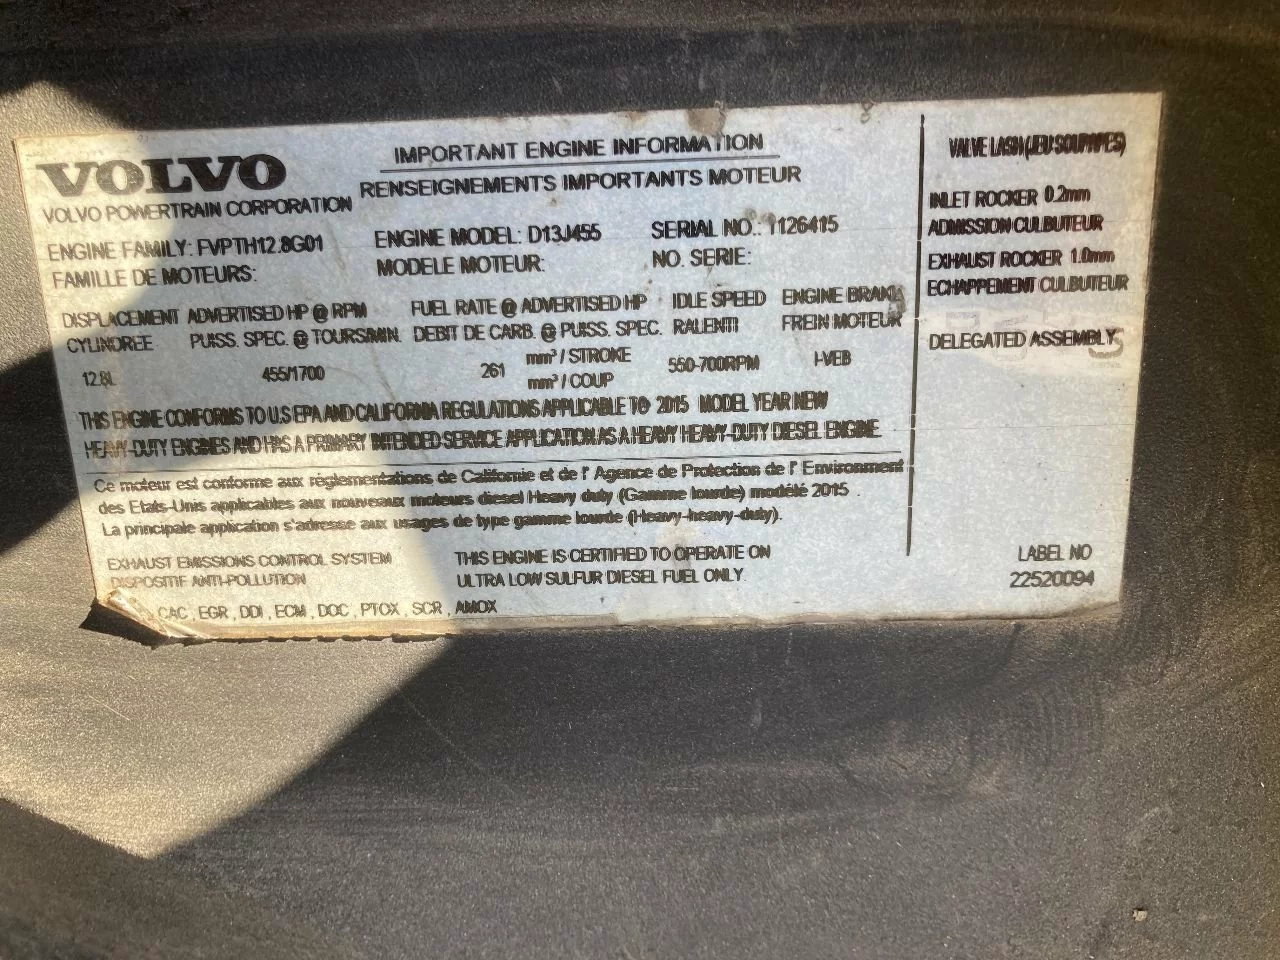 VOLVO
VOLVO POWERTRAIN CORPORATION
IMPORTANT ENGINE INFORMATION
RENSEIGNEMENTS IMPORTANTS MOTEUR
ENGINE FAMILY: FVPTH12.8G01
FAMILLE DE MOTEURS:
ENGINE MODEL: D13J455
MODELE MOTEUR:
SERIAL NO.: 1126415
NO. SERIE:
DISPLACEMENT ADVERTISED HP @ RPM FUEL RATE @ ADVERTISED HP IDLE SPEED ENGINE BRAKE
CYLINDREE PUISS. SPEC. @ TOURS/MIN. DEBIT DE CARB. @ PUISS. SPEC. RALENTI FREIN MOTEUR
12.8L 455/1700 261 mm³ / STROKE 550-700RPM I-VEB
mm³ / COUP
THIS ENGINE CONFORMS TO U.S EPA AND CALIFORNIA REGULATIONS APPLICABLE TO 2015 MODEL YEAR NEW
HEAVY-DUTY ENGINES AND HAS A PRIMARY INTENDED SERVICE APPLICATION AS A HEAVY HEAVY-DUTY DIESEL ENGINE.
Ce moteur est conforme aux réglementations de Californie et de l' Agence de Protection de l' Environment
des Etats-Unis applicables aux nouveaux moteurs diesel Heavy duty (Gamme lourde) modélé 2015 .
La principale application s'adresse aux usages de type gamme lourde (Heavy-heavy-duty).
EXHAUST EMISSIONS CONTROL SYSTEM
DISPOSITIF ANTI-POLLUTION
CAC, EGR , DDI , ECM , DOC , PTOX , SCR , AMOX
THIS ENGINE IS CERTIFIED TO OPERATE ON
ULTRA LOW SULFUR DIESEL FUEL ONLY.
VALVE LASH (JEU SOUPAPES)
INLET ROCKER 0.2mm
ADMISSION CULBUTEUR
EXHAUST ROCKER 1.0mm
ECHAPPEMENT CULBUTEUR
DELEGATED ASSEMBLY
LABEL NO
22520094